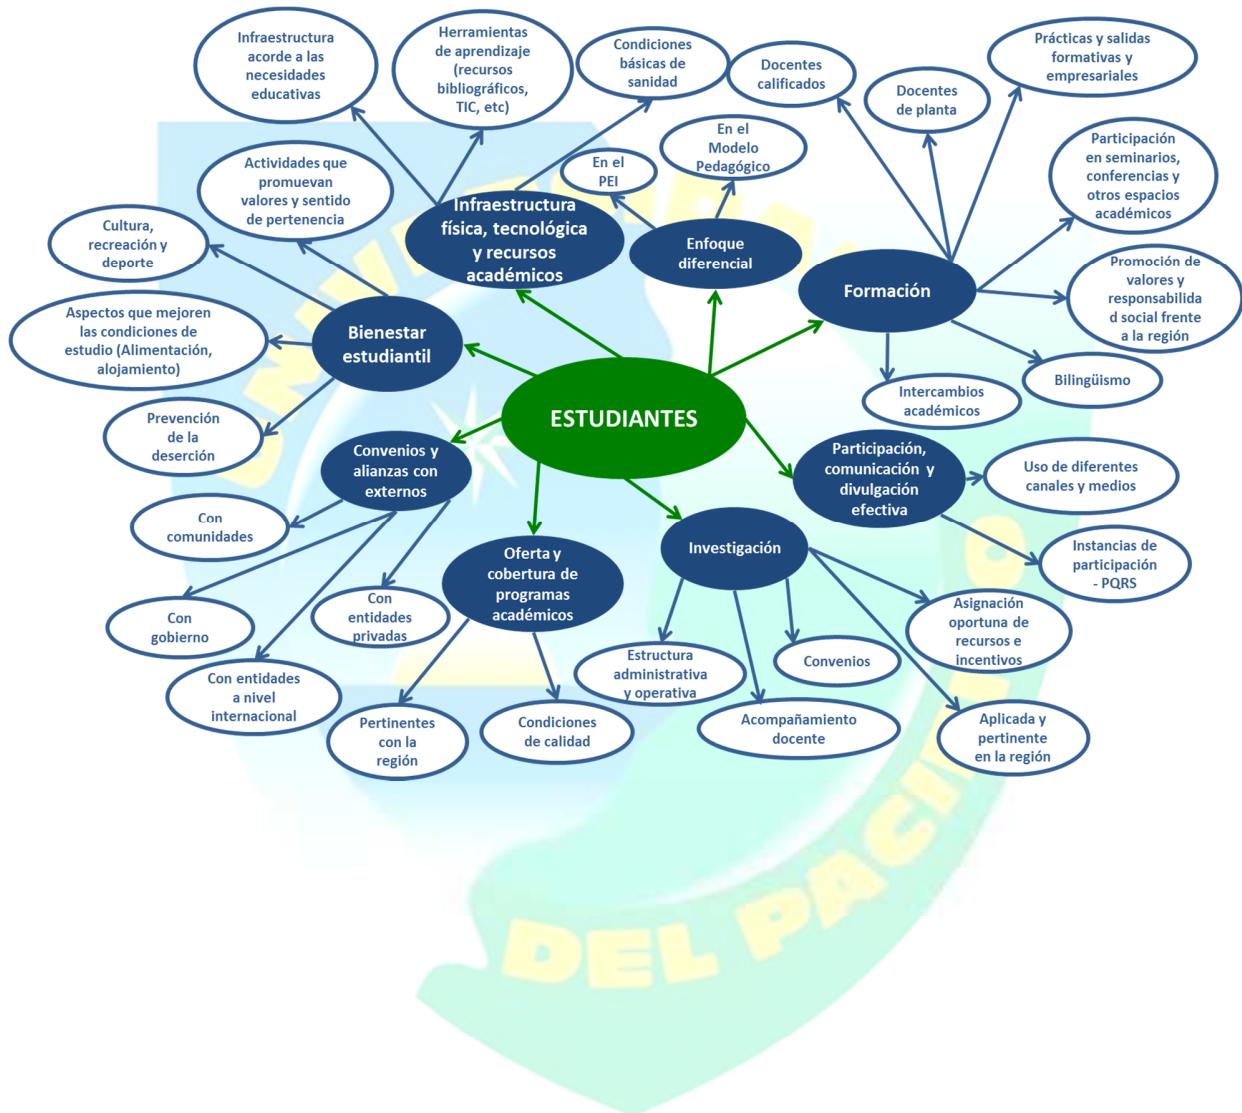 Infraestructura
acorde a las
necesidades
educativas
Herramientas
de aprendizaje
(recursos
bibliográficos,
TIC, etc)
Condiciones
básicas de
sanidad
Docentes
calificados
Docentes
de planta
Prácticas y salidas
formativas y
empresariales
Actividades que
promuevan
valores y sentido
de pertenencia
En el
PEI
En el
Modelo
Pedagógico
Participación
en seminarios,
conferencias y
otros espacios
académicos
Cultura,
recreación y
deporte
Infraestructura
física, tecnológica
y recursos
académicos
Enfoque
diferencial
Formación
Promoción de
valores y
responsabilida
d social frente
a la región
Aspectos que mejoren
las condiciones de
estudio (Alimentación,
alojamiento)
Bienestar
estudiantil
Bilingüismo
Intercambios
académicos
ESTUDIANTES
Prevención
de la
deserción
Convenios y
alianzas con
externos
Participación,
comunicación y
divulgación
efectiva
Uso de diferentes
canales y medios
Con
comunidades
Oferta y
cobertura de
programas
académicos
Investigación
Instancias de
participación
- PQRS
Con
gobierno
Con
entidades
privadas
Asignación
oportuna de
recursos e
incentivos
Con entidades
a nivel
internacional
Estructura
administrativa
y operativa
Convenios
Pertinentes
con la
región
Condiciones
de calidad
Acompañamiento
docente
Aplicada y
pertinente
en la región
DEL PACIFICO